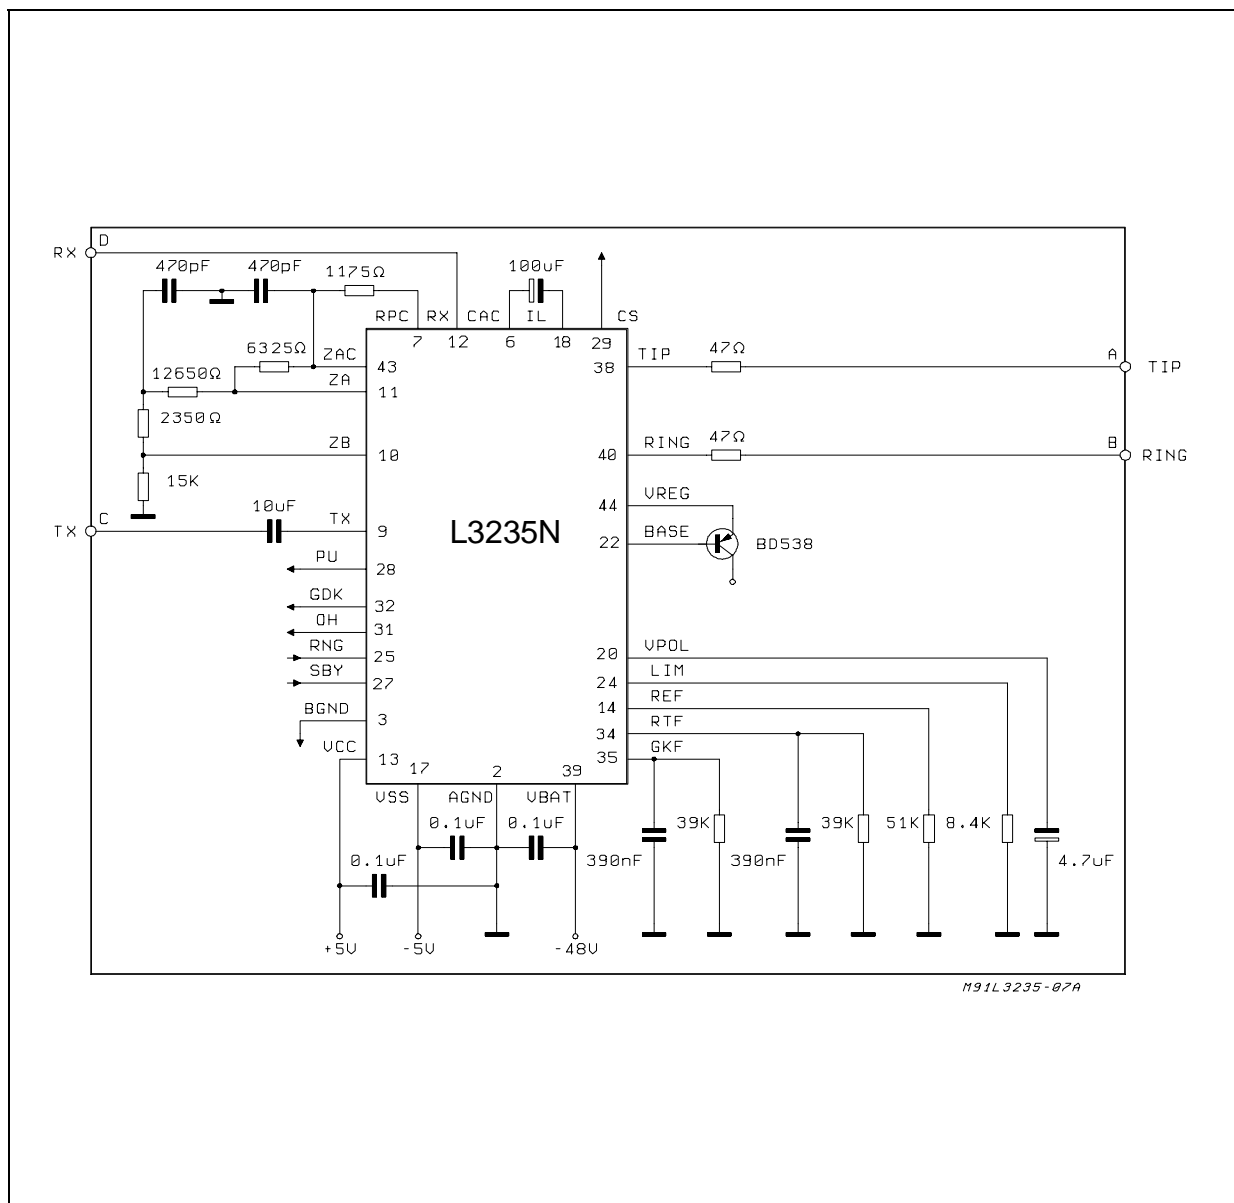 D
RX
470pF 470pF 1175Ω 100uF
RPC RX CAC IL CS
7 12 6 18 29
6325Ω ZAC 43
38 TIP 47Ω A TIP
12650Ω ZA 11
2350Ω
ZB 10
40 RING 47Ω B RING
15K
44 VREG
10uF
TX C TX 9
L3235N
22 BASE BD538
PU 28
GDK 32
OH 31
RNG 25
SBY 27
20 VPOL
24 LIM
14 REF
34 RTF
35 GKF
BGND 3
VCC 13
17 2 39
VSS AGND VBAT
0.1uF 0.1uF
0.1uF
39K 39K 51K 8.4K
390nF 390nF 4.7uF
+5V -5V -48V
M91L3235-07A